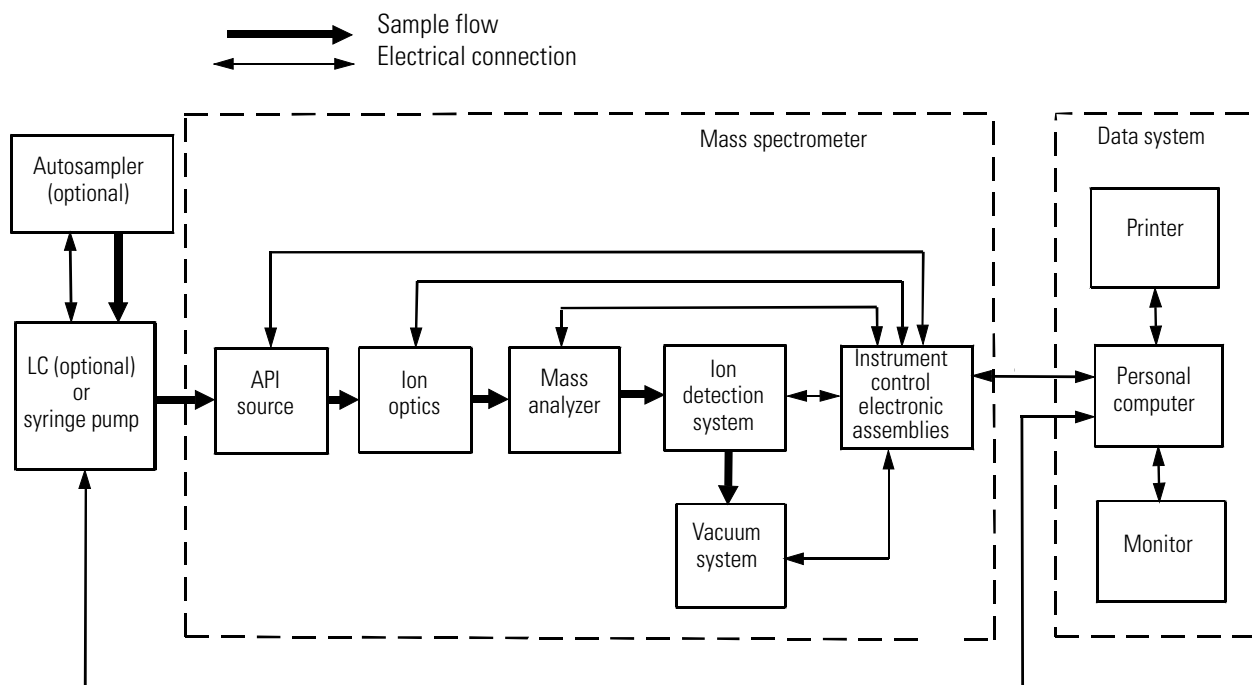 Sample flow
Electrical connection
Mass spectrometer
Data system
Autosampler
(optional)
Printer
LC (optional)
or
syringe pump
API
source
Ion
optics
Mass
analyzer
Ion
detection
system
Instrument
control
electronic
assemblies
Personal
computer
Vacuum
system
Monitor